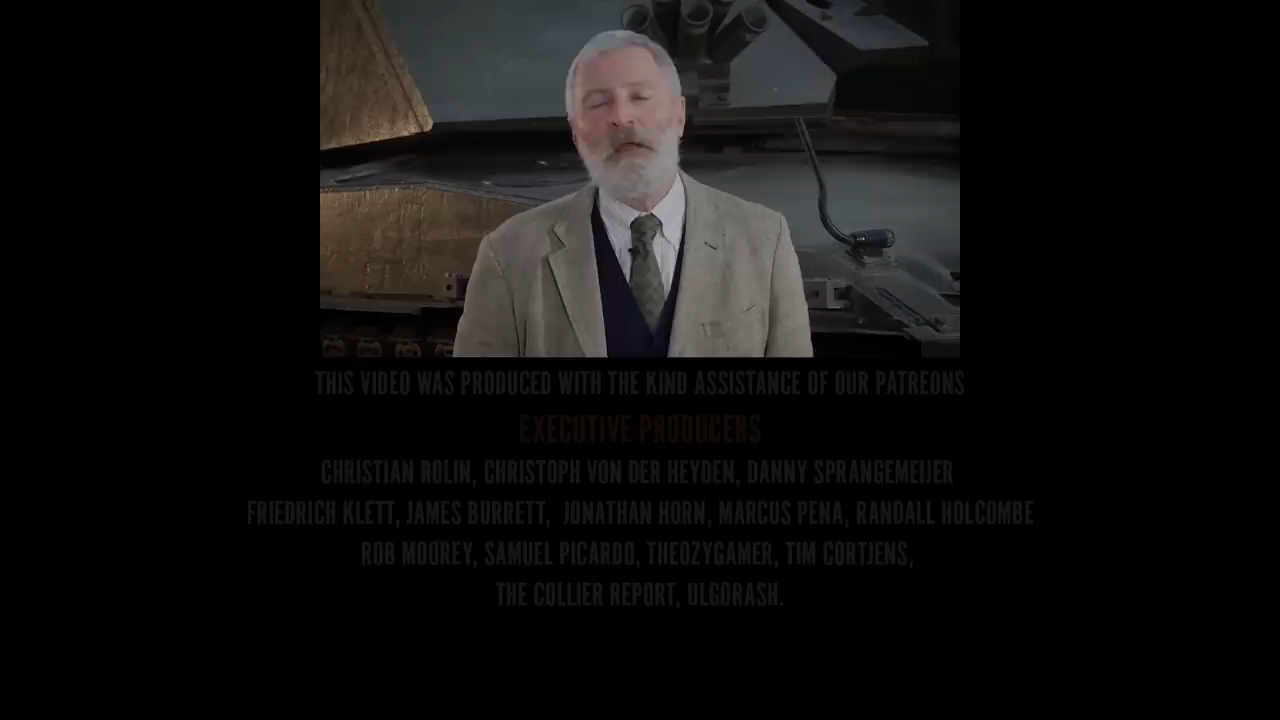 THIS VIDEO WAS PRODUCED WITH THE KIND ASSISTANCE OF OUR PATREONS
EXECUTIVE PRODUCERS
CHRISTIAN ROLIN, CHRISTOPH VON DER HEYDEN, DANNY SPRANGEMEIJER
FRIEDRICH KLETT, JAMES BURRETT, JONATHAN HORN, MARCUS PENA, RANDALL HOLCOMBE
ROB MOOREY, SAMUEL PICARDO, THEOZYGAMER, TIM CORTJENS,
THE COLLIER REPORT, ULGORASH.